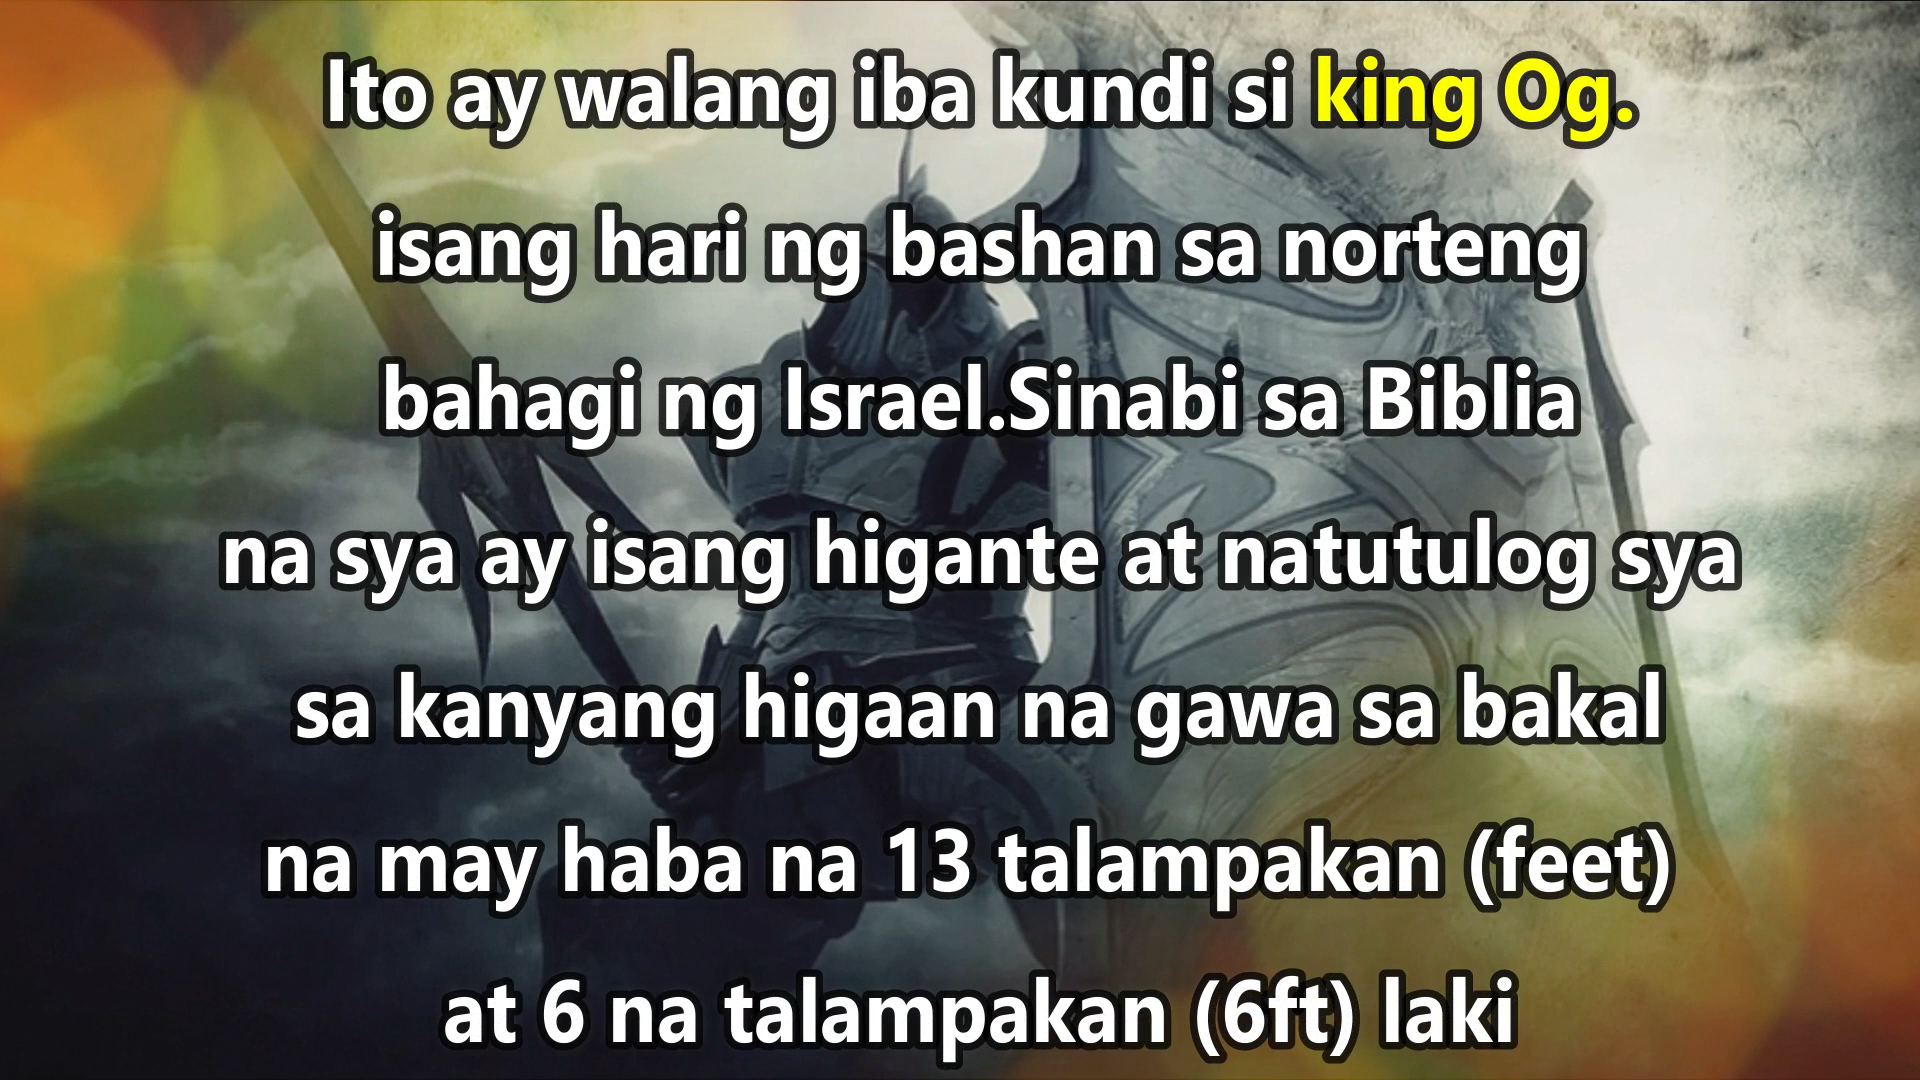 Ito ay walang iba kundi si king Og.
isang hari ng bashan sa norteng
bahagi ng Israel.Sinabi sa Biblia
na sya ay isang higante at natutulog sya
sa kanyang higaan na gawa sa bakal
na may haba na 13 talampakan (feet)
at 6 na talampakan (6ft) laki